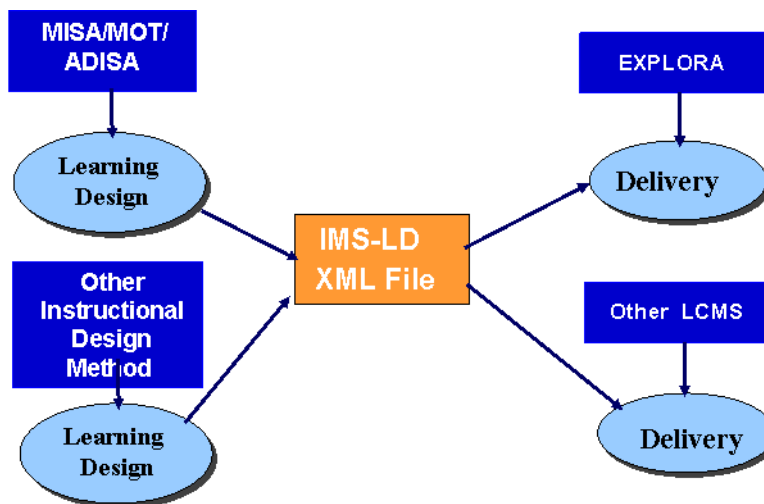 MISA/MOT/
ADISA
Learning
Design
Other
Instructional
Design
Method
Learning
Design
IMS-LD
XML File
EXPLORA
Delivery
Other LCMS
Delivery